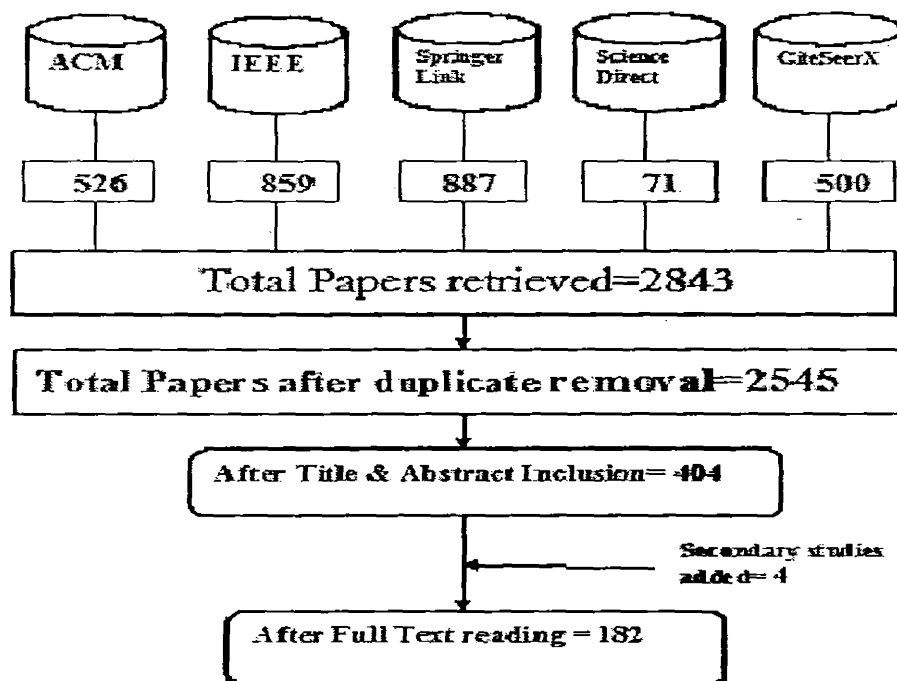 ACM
IEEE
Springer
Link
Science
Direct
CiteSeerX
526
859
887
71
500
Total Papers retrieved=2843
Total Papers after duplicate removal=2545
After Title & Abstract Inclusion= 404
Secondary studies
added= 4
After Full Text reading = 182